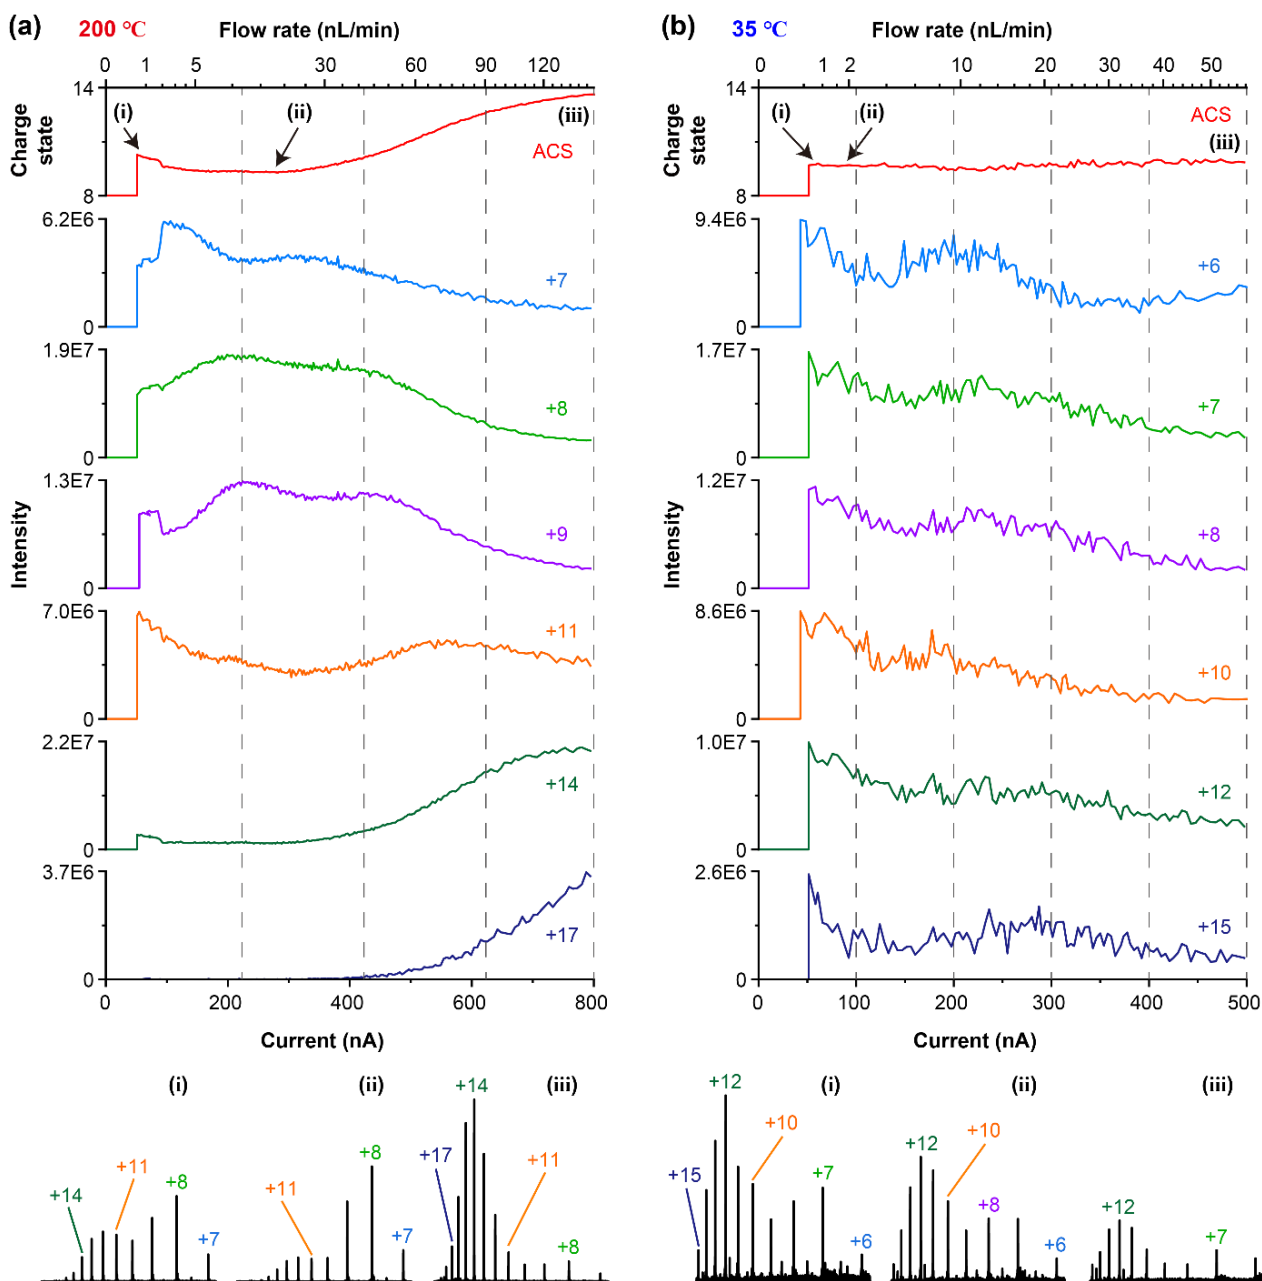 (a) 200 °C Flow rate (nL/min)
0 1 5 30 60 90 120
14
Charge state
8
(i) (ii) (iii)
ACS
6.2E6
+7
0
1.9E7
+8
0
Intensity
1.3E7
+9
0
7.0E6
+11
0
2.2E7
+14
0
3.7E6
+17
0
0 200 400 600 800
Current (nA)
(i) (ii) (iii)
+14 +11 +8 +7
+11 +8 +7
+17 +14 +11 +8
(b) 35 °C Flow rate (nL/min)
0 1 2 10 20 30 40 50
14
Charge state
8
(i) (ii) (iii)
ACS
9.4E6
+6
0
1.7E7
+7
0
Intensity
1.2E7
+8
0
8.6E6
+10
0
1.0E7
+12
0
2.6E6
+15
0
0 100 200 300 400 500
Current (nA)
(i) (ii) (iii)
+15 +12 +10 +7 +6
+12 +10 +8 +6
+12 +7